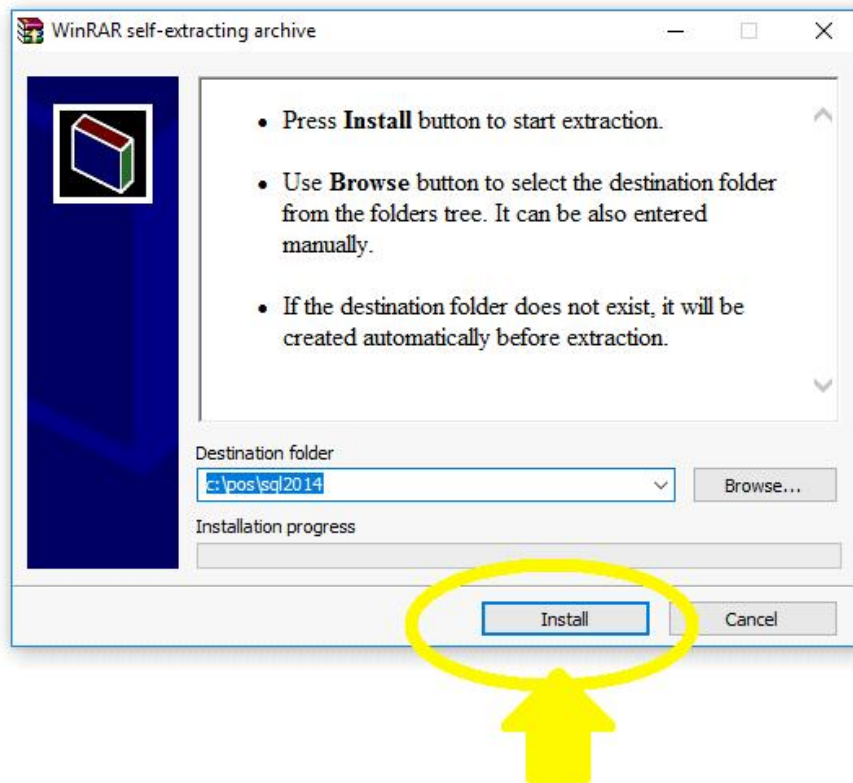 WinRAR self-extracting archive
• Press Install button to start extraction.
• Use Browse button to select the destination folder
from the folders tree. It can be also entered
manually.
• If the destination folder does not exist, it will be
created automatically before extraction.
Destination folder
c:\pos\sql2014
Browse...
Installation progress
Install
Cancel